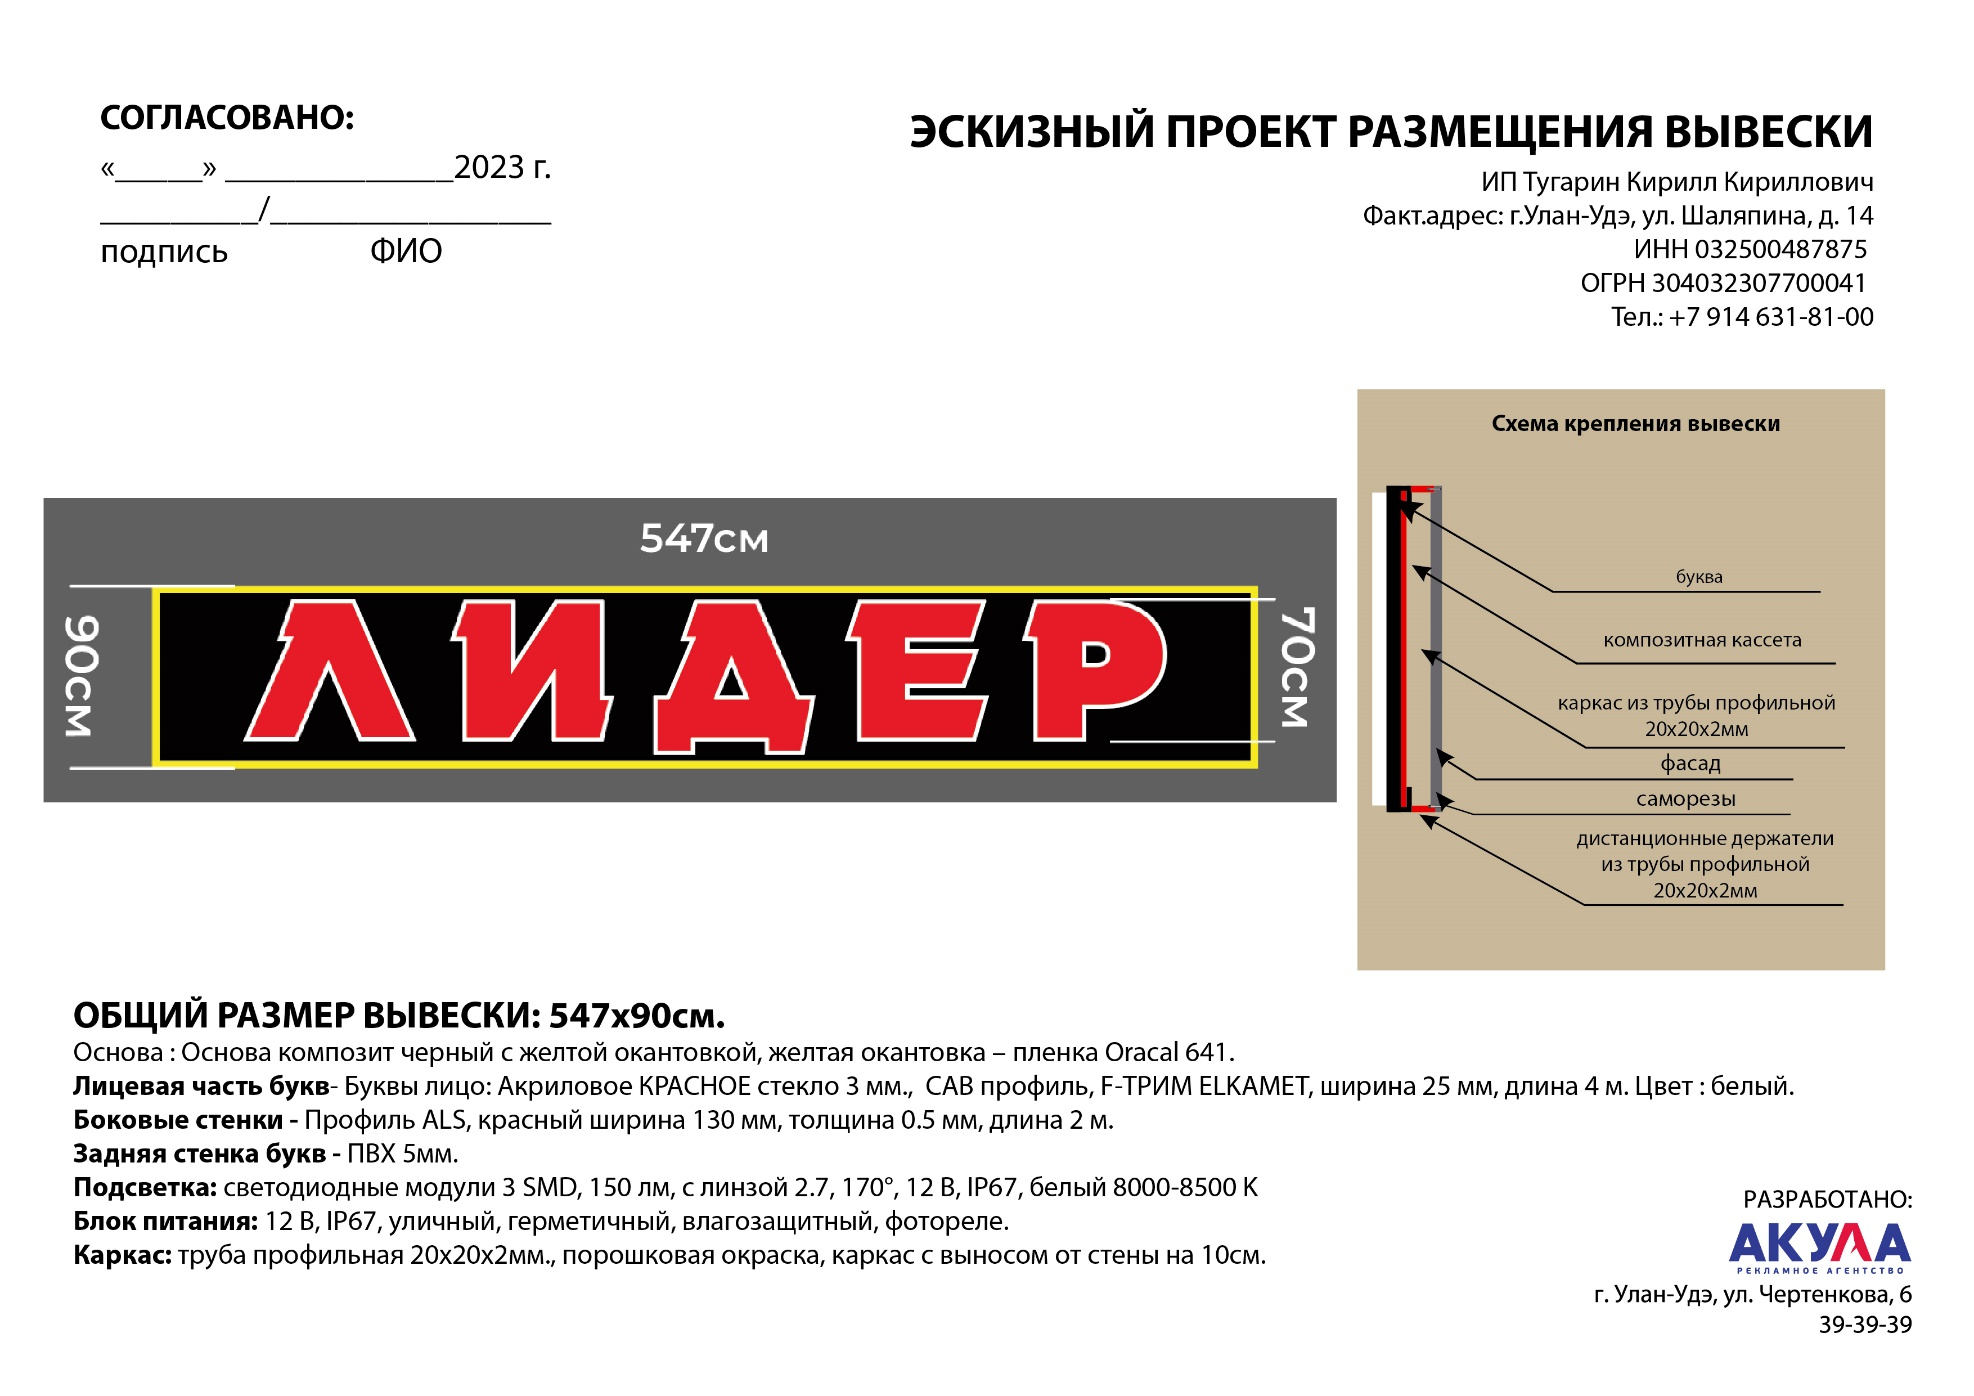 СОГЛАСОВАНО:
«_____» _____________2023 г.
_________/________________
подпись ФИО
ЭСКИЗНЫЙ ПРОЕКТ РАЗМЕЩЕНИЯ ВЫВЕСКИ
ИП Тугарин Кирилл Кириллович
Факт.адрес: г.Улан-Удэ, ул. Шаляпина, д. 14
ИНН 032500487875
ОГРН 304032307700041
Тел.: +7 914 631-81-00
547см
90см
ЛИДЕР
70см
Схема крепления вывески
буква
композитная кассета
каркас из трубы профильной
20х20х2мм
фасад
саморезы
дистанционные держатели
из трубы профильной
20х20х2мм
ОБЩИЙ РАЗМЕР ВЫВЕСКИ: 547х90см.
Основа : Основа композит черный с желтой окантовкой, желтая окантовка – пленка Oracal 641.
Лицевая часть букв- Буквы лицо: Акриловое КРАСНОЕ стекло 3 мм., САВ профиль, F-ТРИМ ELKAMET, ширина 25 мм, длина 4 м. Цвет : белый.
Боковые стенки - Профиль ALS, красный ширина 130 мм, толщина 0.5 мм, длина 2 м.
Задняя стенка букв - ПВХ 5мм.
Подсветка: светодиодные модули 3 SMD, 150 лм, с линзой 2.7, 170°, 12 В, IP67, белый 8000-8500 K
Блок питания: 12 В, IP67, уличный, герметичный, влагозащитный, фотореле.
Каркас: труба профильная 20х20х2мм., порошковая окраска, каркас с выносом от стены на 10см.
РАЗРАБОТАНО:
АКУЛА
РЕКЛАМНОЕ АГЕНТСТВО
г. Улан-Удэ, ул. Чертенкова, 6
39-39-39